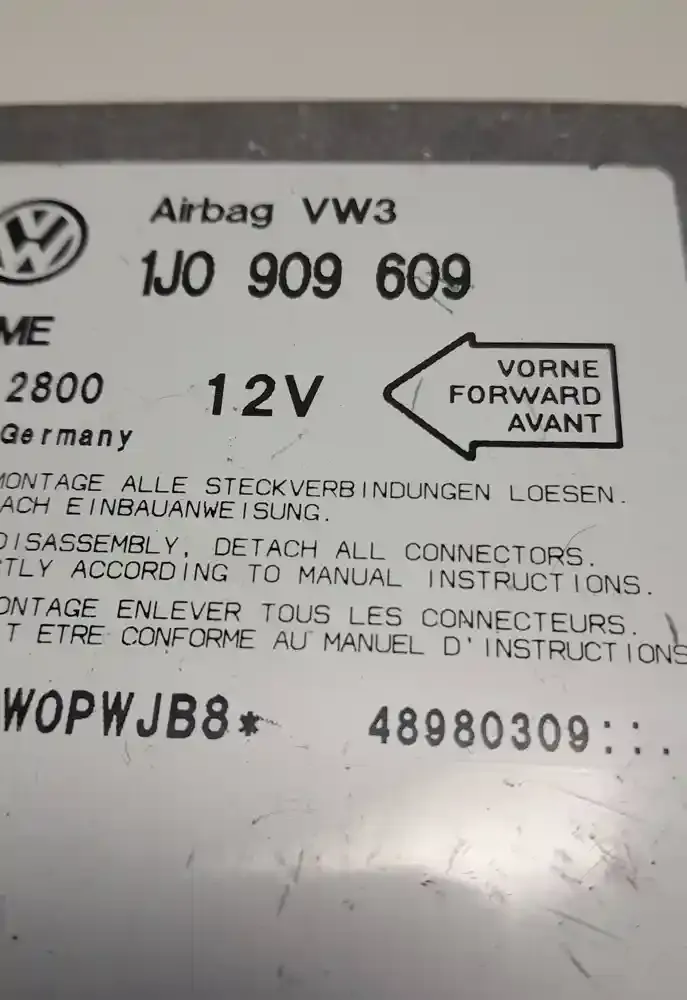 Airbag VW3
1J0 909 609
ME
2800 12V
Germany
VORNE
FORWARD
AVANT
MONTAGE ALLE STECKVERBINDUNGEN LOESEN.
ACH EINBAUANWEISUNG.
DISASSEMBLY, DETACH ALL CONNECTORS.
TLY ACCORDING TO MANUAL INSTRUCTIONS.
ONTAGE ENLEVER TOUS LES CONNECTEURS.
T ETRE CONFORME AU MANUEL D'INSTRUCTIONS
WOPWJB8* 48980309::.